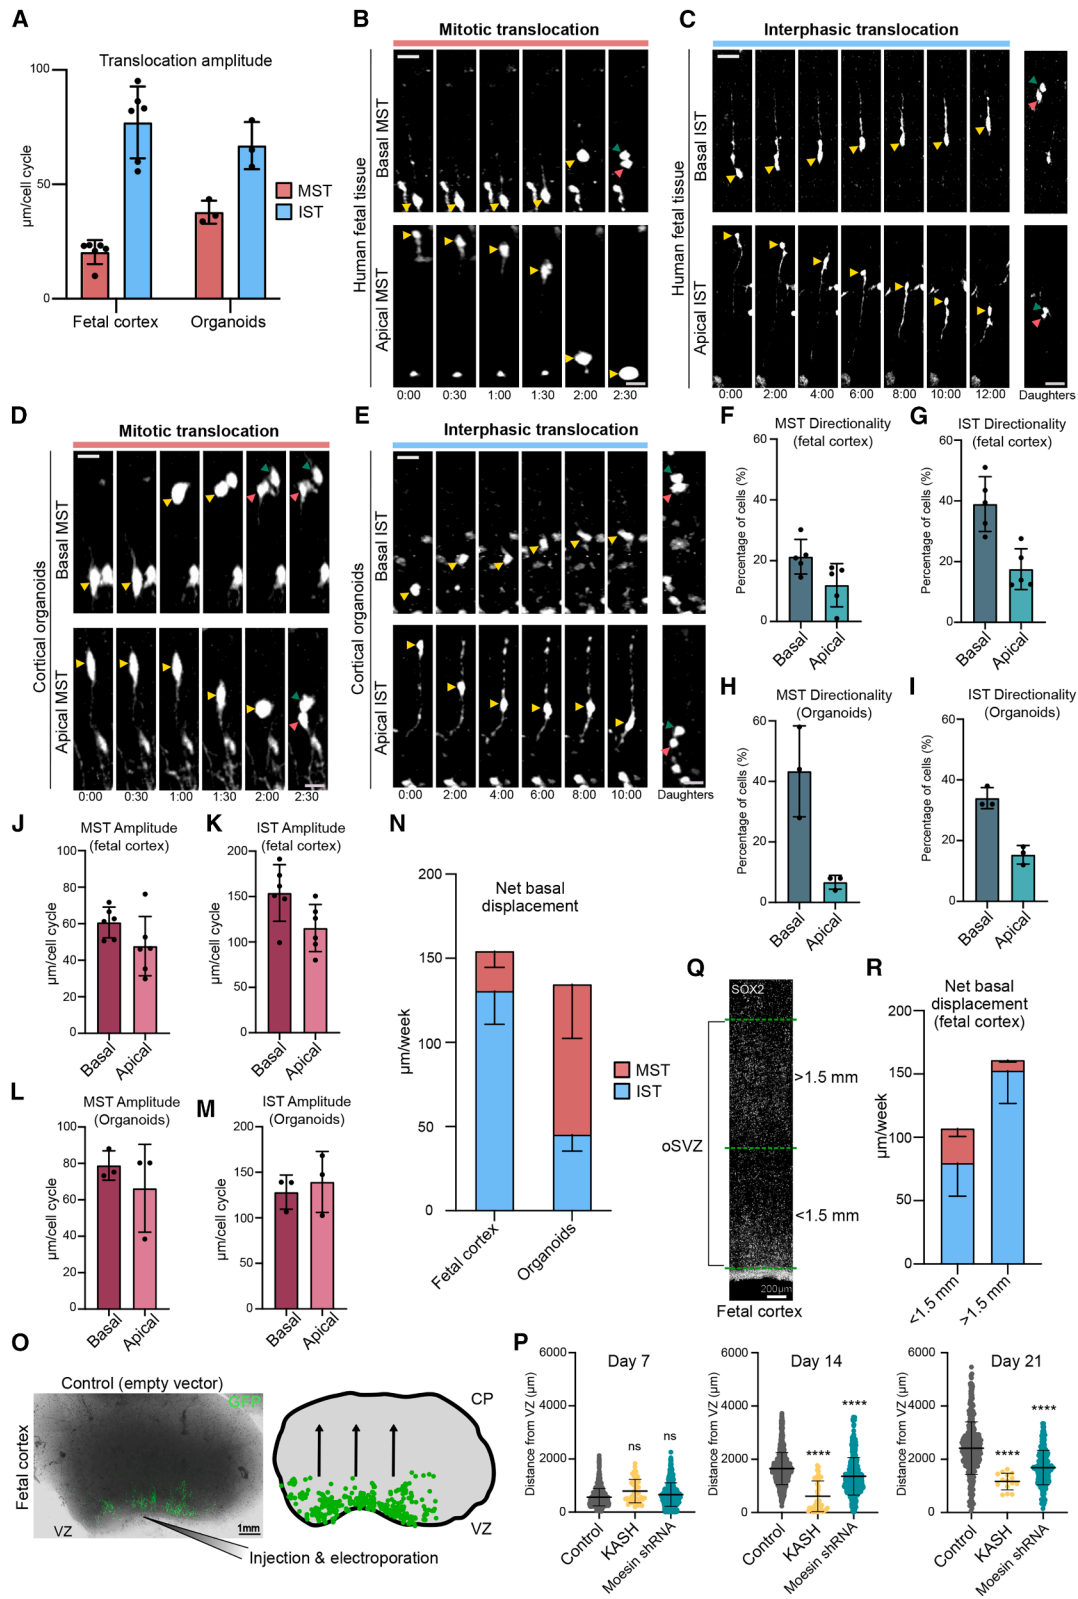 A
Translocation amplitude
100
50
0
µm/cell cycle
MST
IST
Fetal cortex
Organoids
B
Mitotic translocation
Human fetal tissue
Basal MST
Apical MST
0:00 0:30 1:00 1:30 2:00 2:30
C
Interphasic translocation
Human fetal tissue
Basal IST
Apical IST
0:00 2:00 4:00 6:00 8:00 10:00 12:00 Daughters
D
Mitotic translocation
Cortical organoids
Basal MST
Apical MST
0:00 0:30 1:00 1:30 2:00 2:30
E
Interphasic translocation
Cortical organoids
Basal IST
Apical IST
0:00 2:00 4:00 6:00 8:00 10:00 Daughters
F
MST Directionality
(fetal cortex)
60
40
20
0
Percentage of cells (%)
Basal
Apical
G
IST Directionality
(fetal cortex)
60
40
20
0
Percentage of cells (%)
Basal
Apical
H
MST Directionality
(Organoids)
60
40
20
0
Percentage of cells (%)
Basal
Apical
I
IST Directionality
(Organoids)
60
40
20
0
Percentage of cells (%)
Basal
Apical
J
MST Amplitude
(fetal cortex)
100
80
60
40
20
0
µm/cell cycle
Basal
Apical
K
IST Amplitude
(fetal cortex)
200
150
100
50
0
µm/cell cycle
Basal
Apical
L
MST Amplitude
(Organoids)
100
80
60
40
20
0
µm/cell cycle
Basal
Apical
M
IST Amplitude
(Organoids)
200
150
100
50
0
µm/cell cycle
Basal
Apical
N
Net basal
displacement
200
150
100
50
0
µm/week
MST
IST
Fetal cortex
Organoids
Q
SOX2
>1.5 mm
oSVZ
<1.5 mm
200µm
Fetal cortex
R
Net basal
displacement
(fetal cortex)
200
150
100
50
0
µm/week
<1.5 mm
>1.5 mm
O
Control (empty vector)
GFP
Fetal cortex
VZ
1mm
CP
VZ
Injection & electroporation
P
Day 7
6000
4000
2000
0
Distance from VZ (µm)
ns
ns
Control
KASH
Moesin shRNA
Day 14
6000
4000
2000
0
Distance from VZ (µm)
****
****
Control
KASH
Moesin shRNA
Day 21
6000
4000
2000
0
Distance from VZ (µm)
****
****
Control
KASH
Moesin shRNA